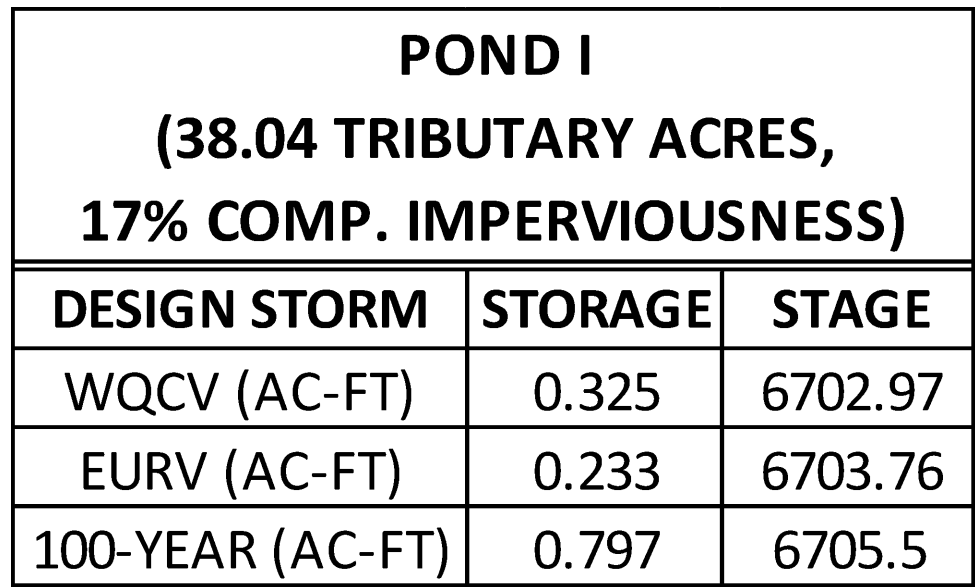 POND I
(38.04 TRIBUTARY ACRES,
17% COMP. IMPERVIOUSNESS)
DESIGN STORM STORAGE STAGE
WQCV (AC-FT) 0.325 6702.97
EURV (AC-FT) 0.233 6703.76
100-YEAR (AC-FT) 0.797 6705.5